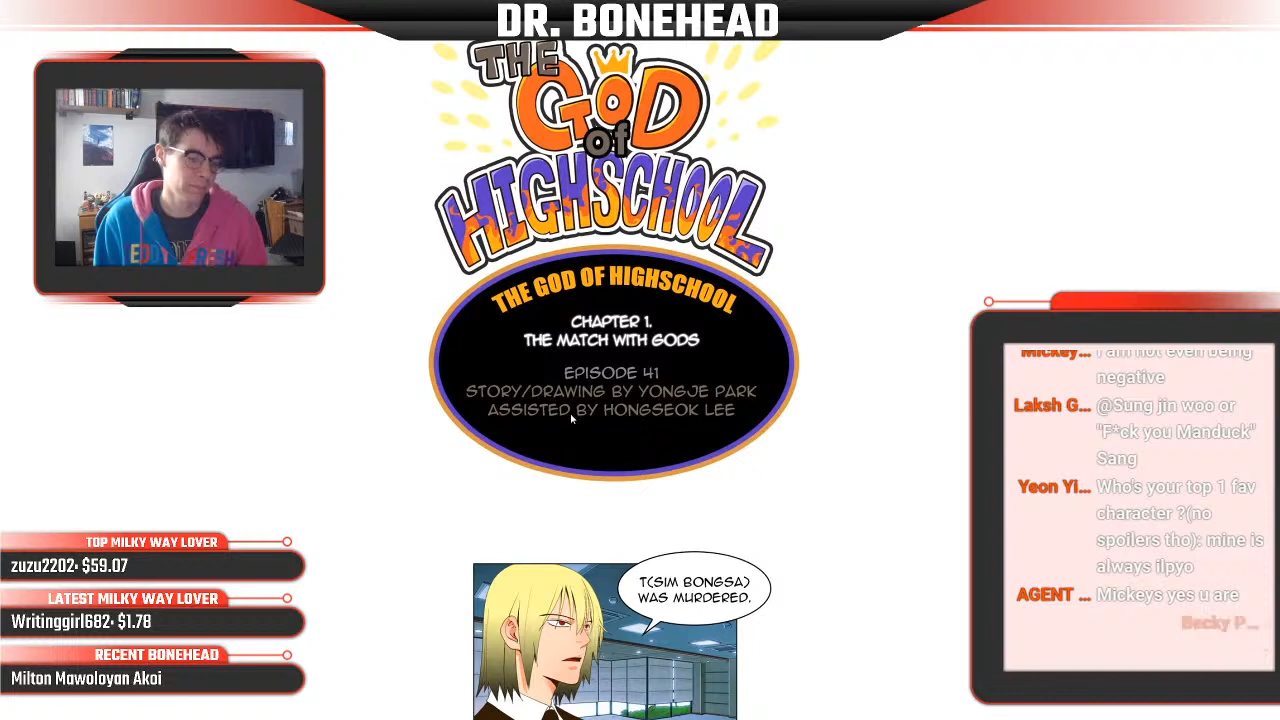 DR. BONEHEAD
THE
GOD
of
HIGHSCHOOL
THE GOD OF HIGHSCHOOL
CHAPTER 1.
THE MATCH WITH GODS
EPISODE 41
STORY/DRAWING BY YONGJE PARK
ASSISTED BY HONGSEOK LEE
T(SIM BONGSA)
WAS MURDERED.
TOP MILKY WAY LOVER
zuzu2202: $59.07
LATEST MILKY WAY LOVER
Writinggirl682: $1.78
RECENT BONEHEAD
Milton Mawoloyan Akoi
Mickey... I am not even being
negative
Laksh G... @Sung jin woo or
"F*ck you Manduck"
Sang
Yeon Yi... Who's your top 1 fav
character ?(no
spoilers tho): mine is
always ilpyo
AGENT ... Mickeys yes u are
Becky P...